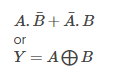 A.B̄ + Ā.B
or
Y = A⨁B